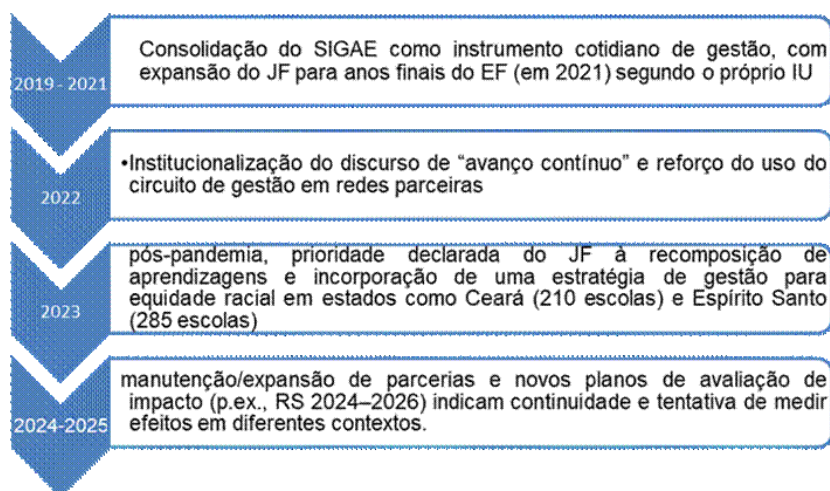 2019 - 2021
Consolidação do SIGAE como instrumento cotidiano de gestão, com
expansão do JF para anos finais do EF (em 2021) segundo o próprio IU
2022
•Institucionalização do discurso de “avanço contínuo” e reforço do uso do
circuito de gestão em redes parceiras
2023
pós-pandemia, prioridade declarada do JF à recomposição de
aprendizagens e incorporação de uma estratégia de gestão para
equidade racial em estados como Ceará (210 escolas) e Espírito Santo
(285 escolas)
2024-2025
manutenção/expansão de parcerias e novos planos de avaliação de
impacto (p.ex., RS 2024–2026) indicam continuidade e tentativa de medir
efeitos em diferentes contextos.